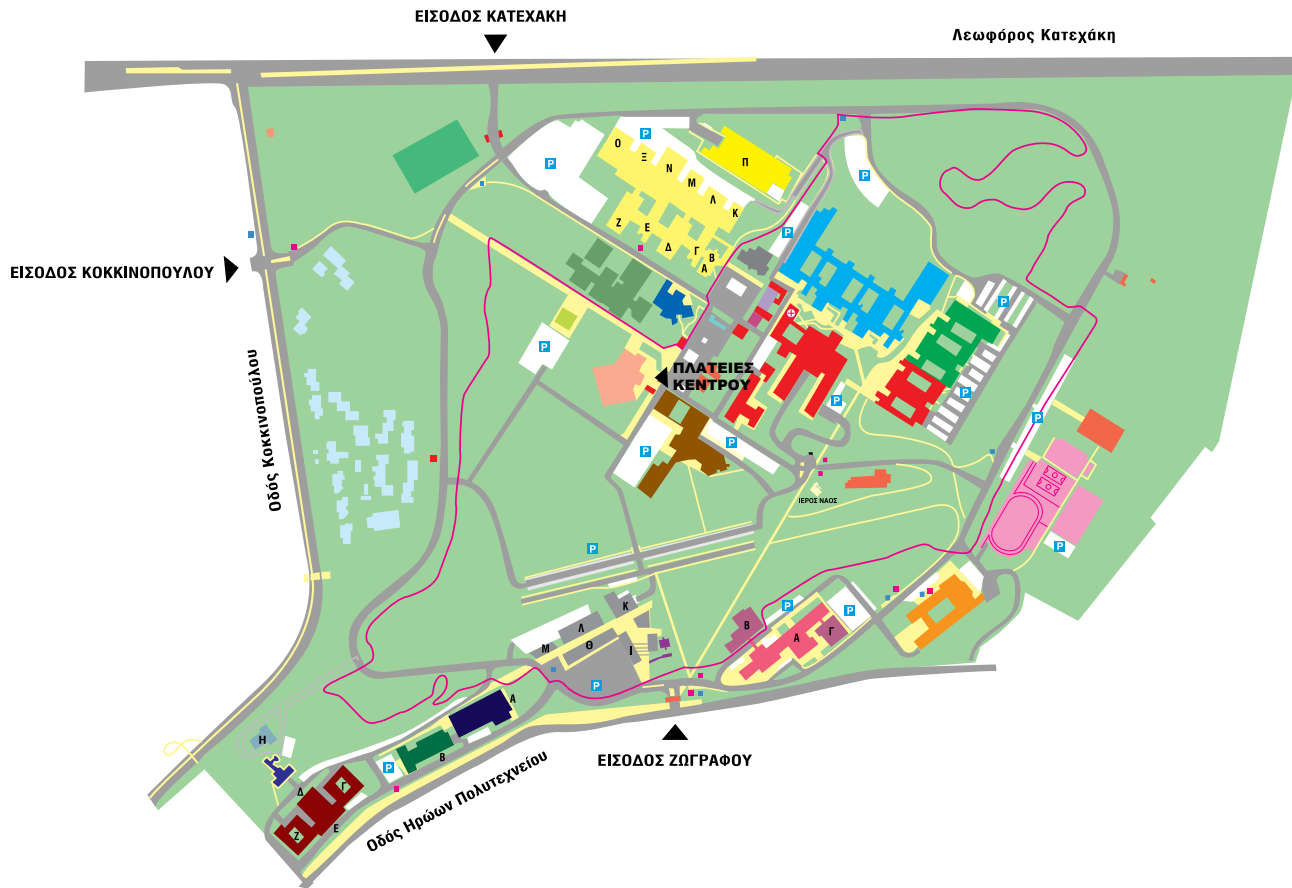 ΕΙΣΟΔΟΣ ΚΑΤΕΧΑΚΗ
Λεωφόρος Κατεχάκη
P
Ο
Ξ
Ν
Μ
Λ
Κ
Π
P
P
Ζ
Ε
Δ
Γ
Β
Α
P
ΕΙΣΟΔΟΣ ΚΟΚΚΙΝΟΠΟΥΛΟΥ
P
P
ΠΛΑΤΕΙΕΣ
ΚΕΝΤΡΟΥ
P
P
P
P
P
Οδός Κοκκινοπούλου
ΙΕΡΟΣ ΝΑΟΣ
P
P
Κ
Λ
Θ
Ι
Μ
P
P
P
Β
Α
Γ
Α
Β
P
Η
Δ
Γ
Ε
Ζ
ΕΙΣΟΔΟΣ ΖΩΓΡΑΦΟΥ
Οδός Ηρώων Πολυτεχνείου